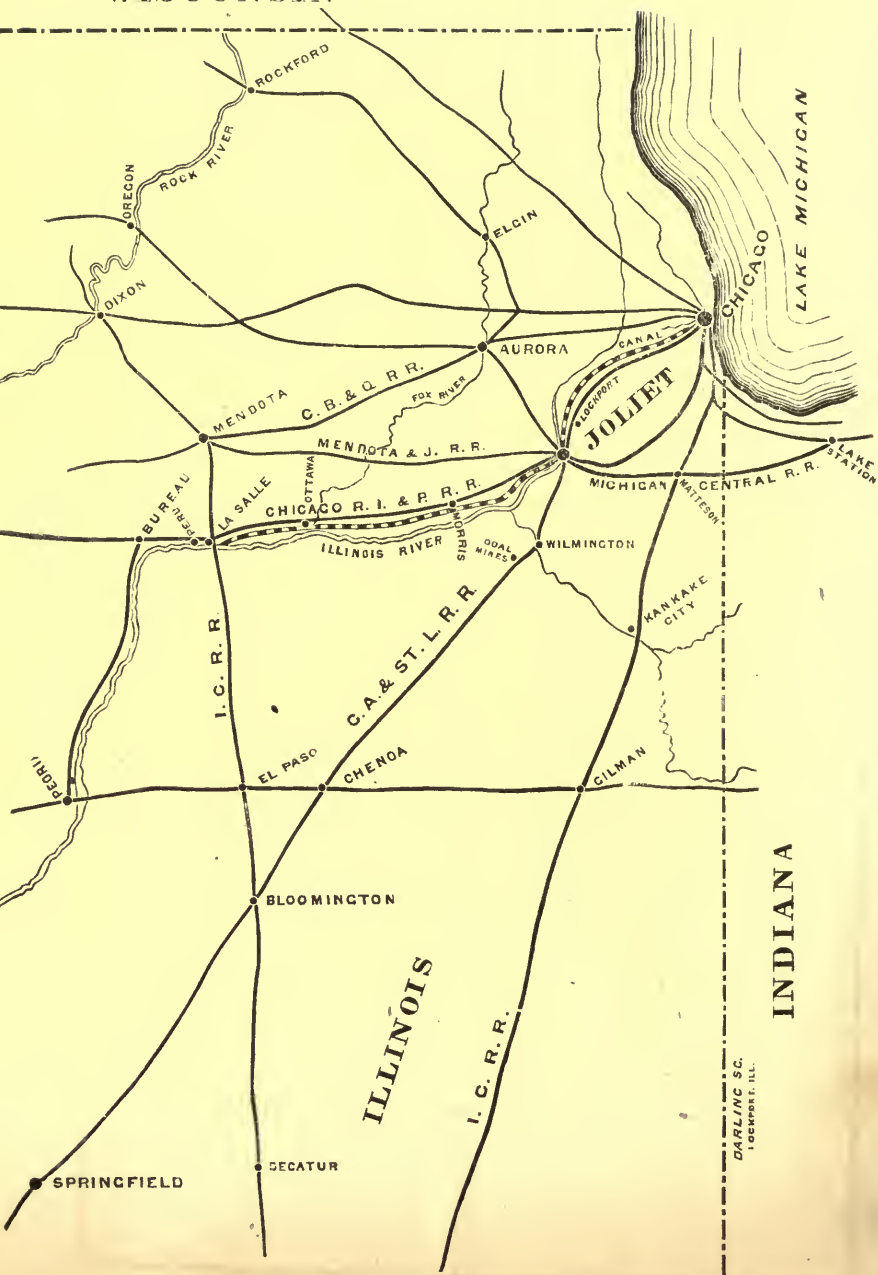 ROCKFORD
ROCK RIVER
OREGON
DIXON
ELGIN
LAKE MICHIGAN
CHICAGO
CANAL
LOCKPORT
JOLIET
AURORA
C. B. & Q. R R.
FOX RIVER
MENDOTA
MENDOTA & J. R. R.
LAKE
STATION
MICHIGAN CENTRAL R. R.
MATTESON
BUREAU
PERU
LA SALLE
OTTAWA
CHICAGO R. I. & P. R. R.
MORRIS
ILLINOIS RIVER
MINES
WILMINGTON
KANKAKE
CITY
I. C. R. R.
C. A. & ST. L. R. R.
PEORI
EL PASO
CHENOA
GILMAN
BLOOMINGTON
ILLINOIS
INDIANA
I. C. R. R.
DARLING SC.
LOCKPORT. ILL.
DECATUR
SPRINGFIELD